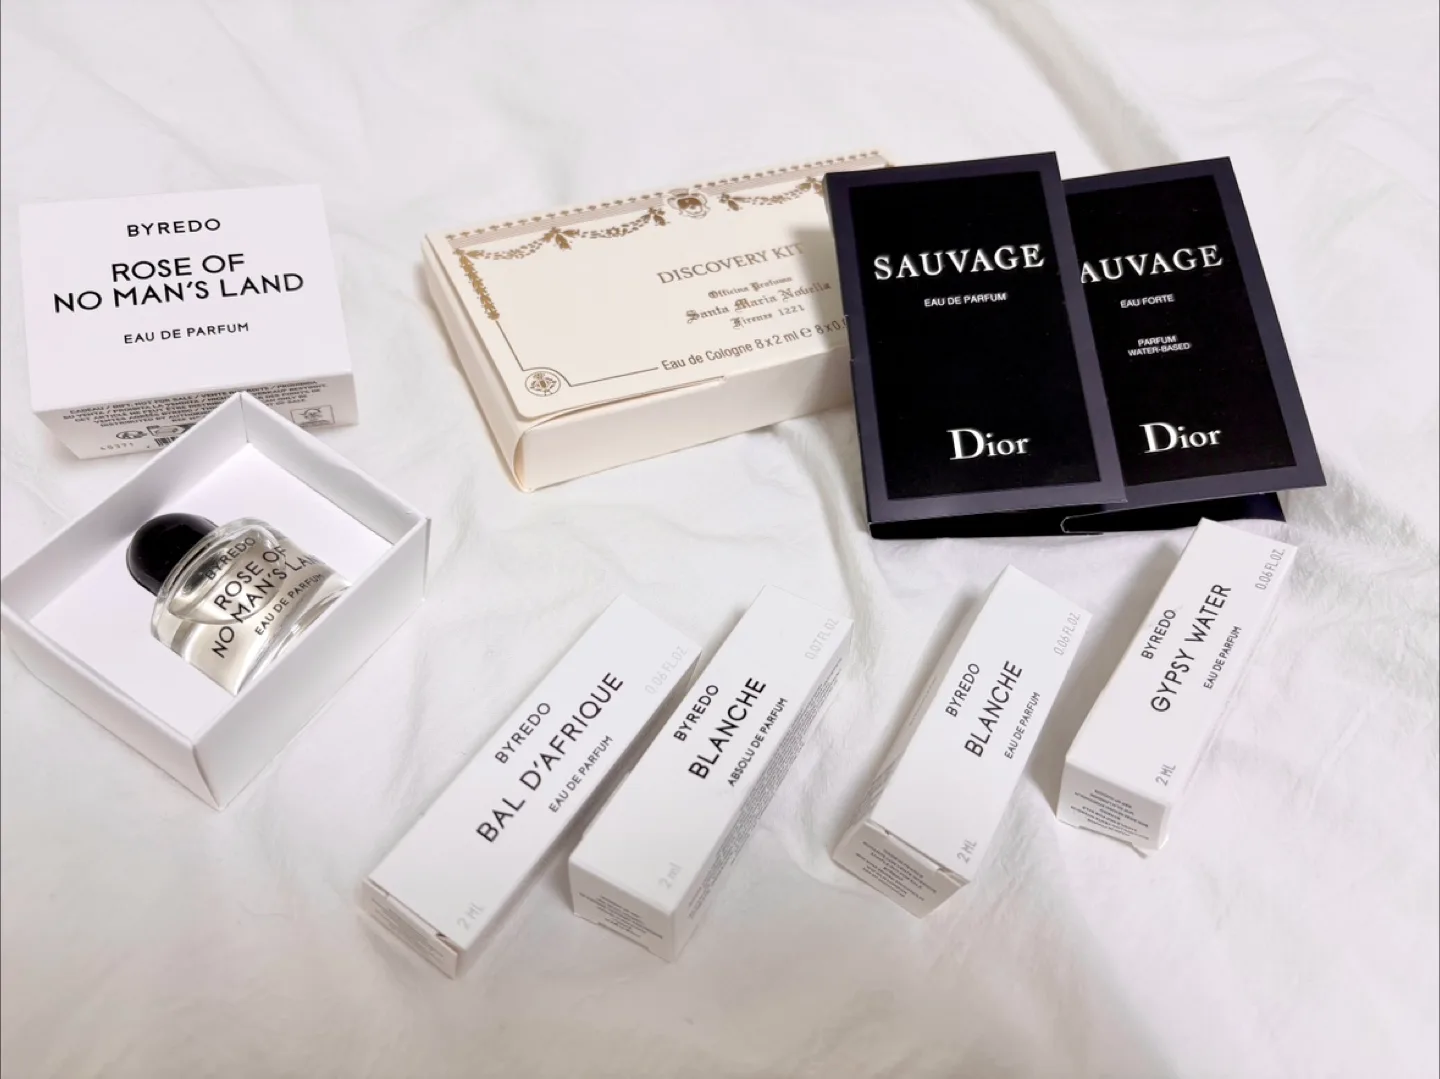 BYREDO
ROSE OF
NO MAN'S LAND
EAU DE PARFUM
BYREDO
ROSE OF
NO MAN'S
EAU DE PARFUM
DISCOVERY KIT
Officina Profumo
Santa Maria Novella
Firenze 1221
Eau de Cologne 8 x 2 ml e 8 x
SAUVAGE
EAU DE PARFUM
Dior
AUVAGE
EAU FORTE
PARFUM
WATER-BASED
Dior
BYREDO
BAL D'AFRIQUE
EAU DE PARFUM
0.06 FL.OZ
2 ML
BYREDO
BLANCHE
ABSOLU DE PARFUM
0.07 FL.OZ
2 ml
BYREDO
BLANCHE
EAU DE PARFUM
0.06 FL.OZ
2 ML
BYREDO
GYPSY WATER
EAU DE PARFUM
0.06 FL.OZ
2 ML